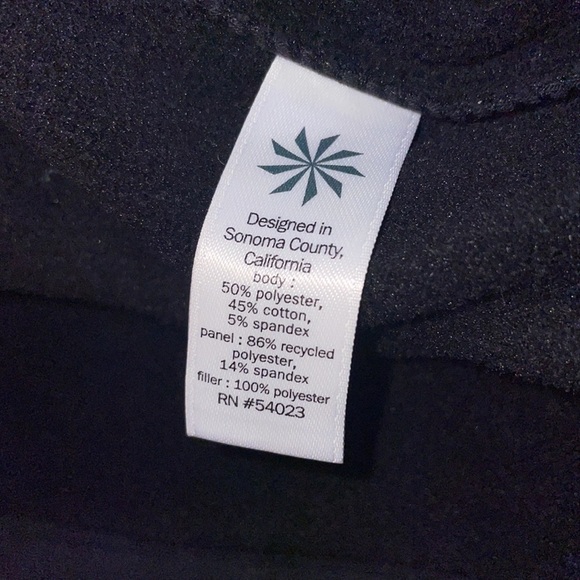 Designed in
Sonoma County,
California
body :
50% polyester,
45% cotton,
5% spandex
panel : 86% recycled
polyester,
14% spandex
filler : 100% polyester
RN #54023